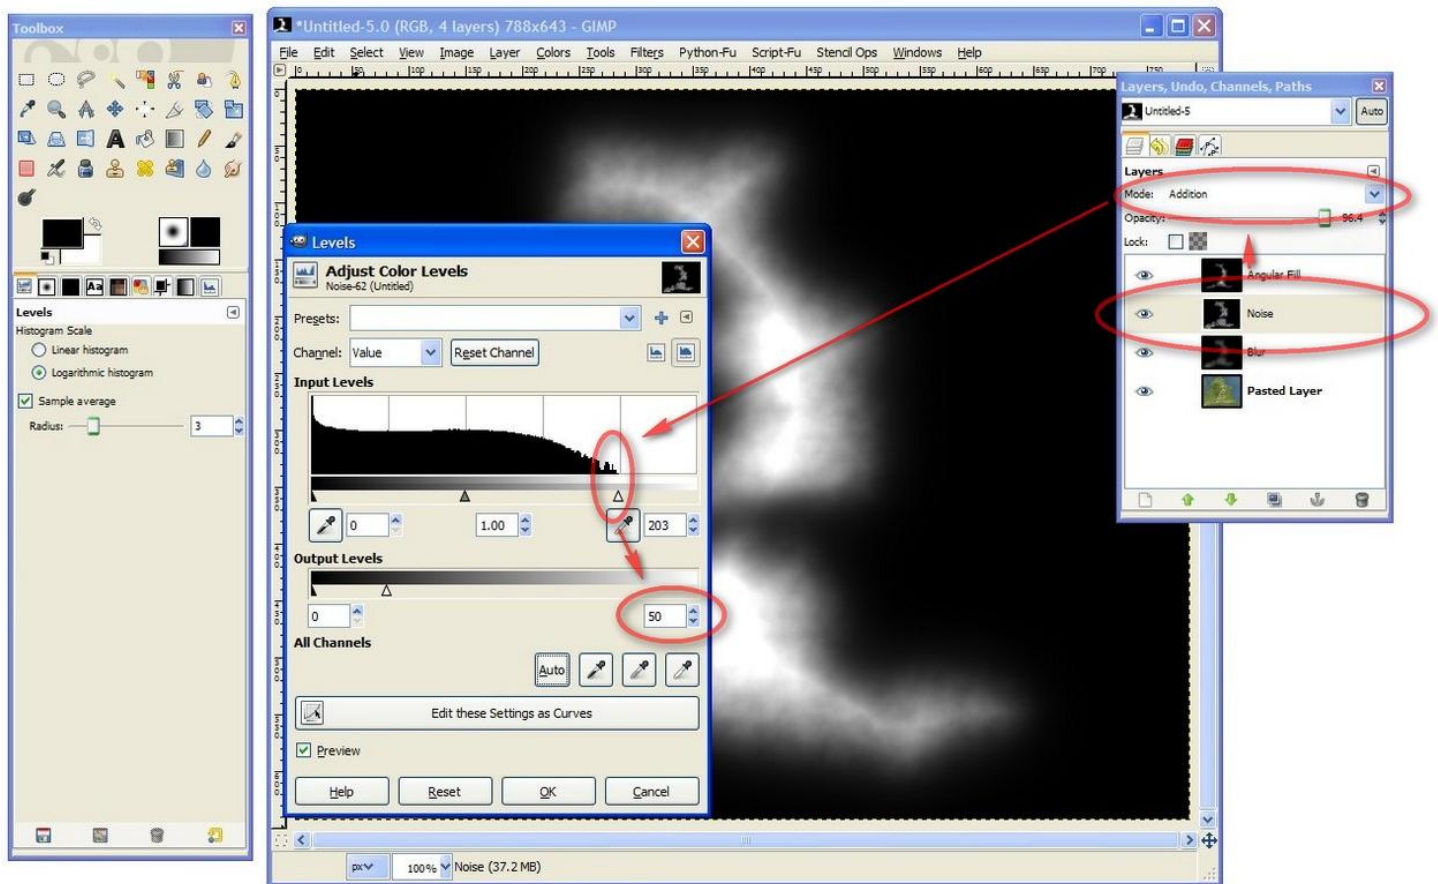 Toolbox
Levels
Histogram Scale
Linear histogram
Logarithmic histogram
Sample average
Radius:
3
*Untitled-5.0 (RGB, 4 layers) 788x643 - GIMP
File Edit Select View Image Layer Colors Tools Filters Python-Fu Script-Fu Stencil Ops Windows Help
Levels
Adjust Color Levels
Noise-62 (Untitled)
Presets:
Channel: Value Reset Channel
Input Levels
0 1.00 203
Output Levels
0 50
All Channels
Auto
Edit these Settings as Curves
Preview
Help Reset OK Cancel
px 100% Noise (37.2 MB)
Layers, Undo, Channels, Paths
Untitled-5 Auto
Layers
Mode: Addition
Opacity: 96.4
Lock:
Angular Fill
Noise
Blur
Pasted Layer